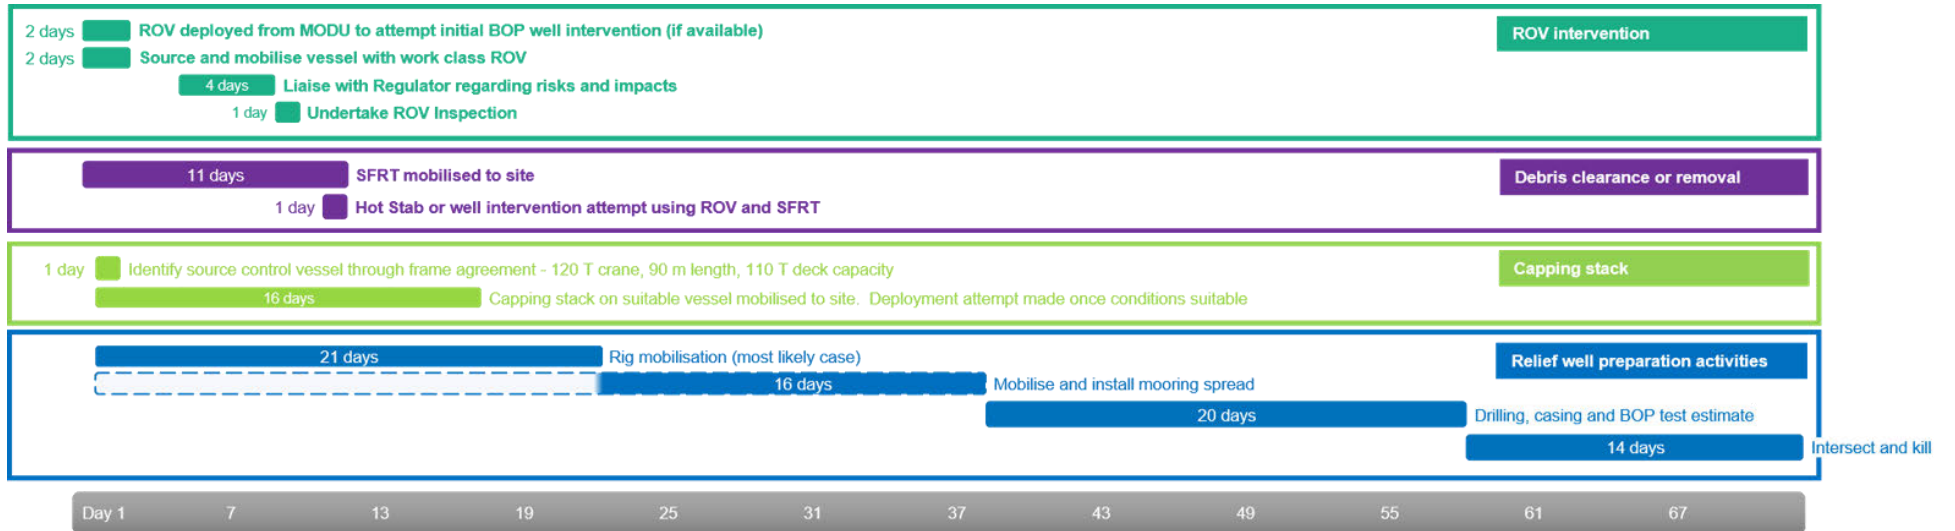 2 days ROV deployed from MODU to attempt initial BOP well intervention (if available)
ROV intervention
2 days Source and mobilise vessel with work class ROV
4 days Liaise with Regulator regarding risks and impacts
1 day Undertake ROV Inspection
11 days SFRT mobilised to site
Debris clearance or removal
1 day Hot Stab or well intervention attempt using ROV and SFRT
1 day Identify source control vessel through frame agreement - 120 T crane, 90 m length, 110 T deck capacity
Capping stack
16 days Capping stack on suitable vessel mobilised to site. Deployment attempt made once conditions suitable
21 days Rig mobilisation (most likely case)
Relief well preparation activities
16 days Mobilise and install mooring spread
20 days Drilling, casing and BOP test estimate
14 days Intersect and kill
Day 1 7 13 19 25 31 37 43 49 55 61 67